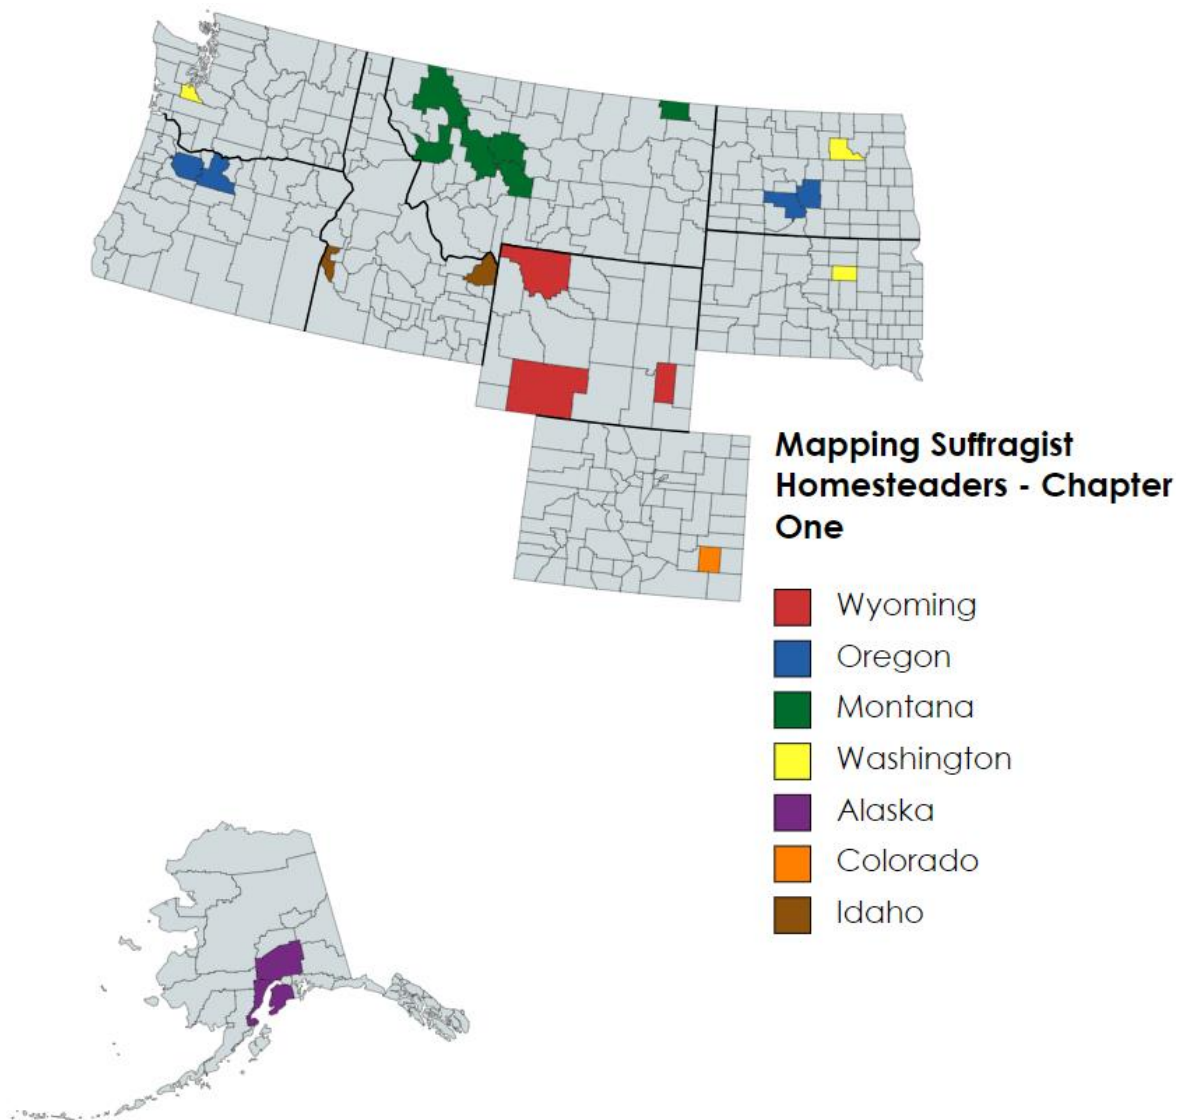 Mapping Suffragist
Homesteaders - Chapter
One
Wyoming
Oregon
Montana
Washington
Alaska
Colorado
Idaho